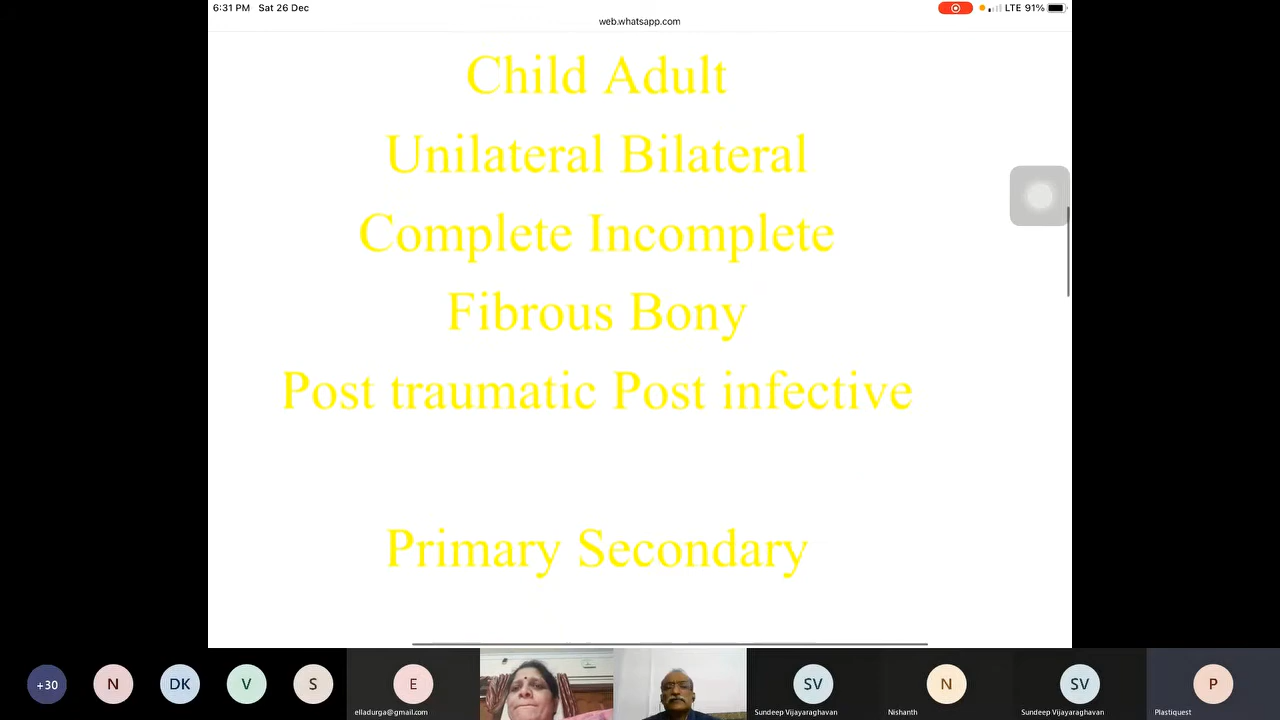 6:31 PM Sat 26 Dec
LTE 91%
web.whatsapp.com
Child Adult
Unilateral Bilateral
Complete Incomplete
Fibrous Bony
Post traumatic Post infective
Primary Secondary
+30
N
DK
V
S
E
SV
N
SV
P
elladurga@gmail.com
Sundeep Vijayaraghavan
Nishanth
Sundeep Vijayaraghavan
Plastiquest